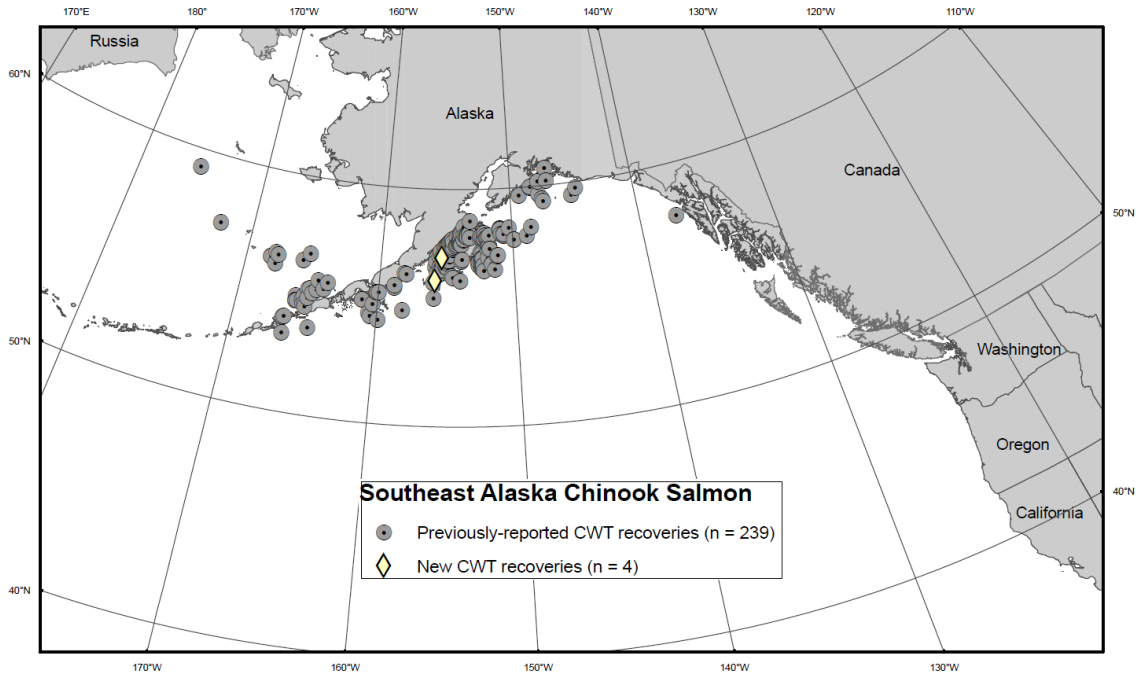 170°E 180° 170°W 160°W 150°W 140°W 130°W 120°W 110°W
Russia
60°N
Alaska
Canada
50°N
50°N
Washington
Oregon
Southeast Alaska Chinook Salmon
40°N
California
Previously-reported CWT recoveries (n = 239)
New CWT recoveries (n = 4)
40°N
170°W 160°W 150°W 140°W 130°W